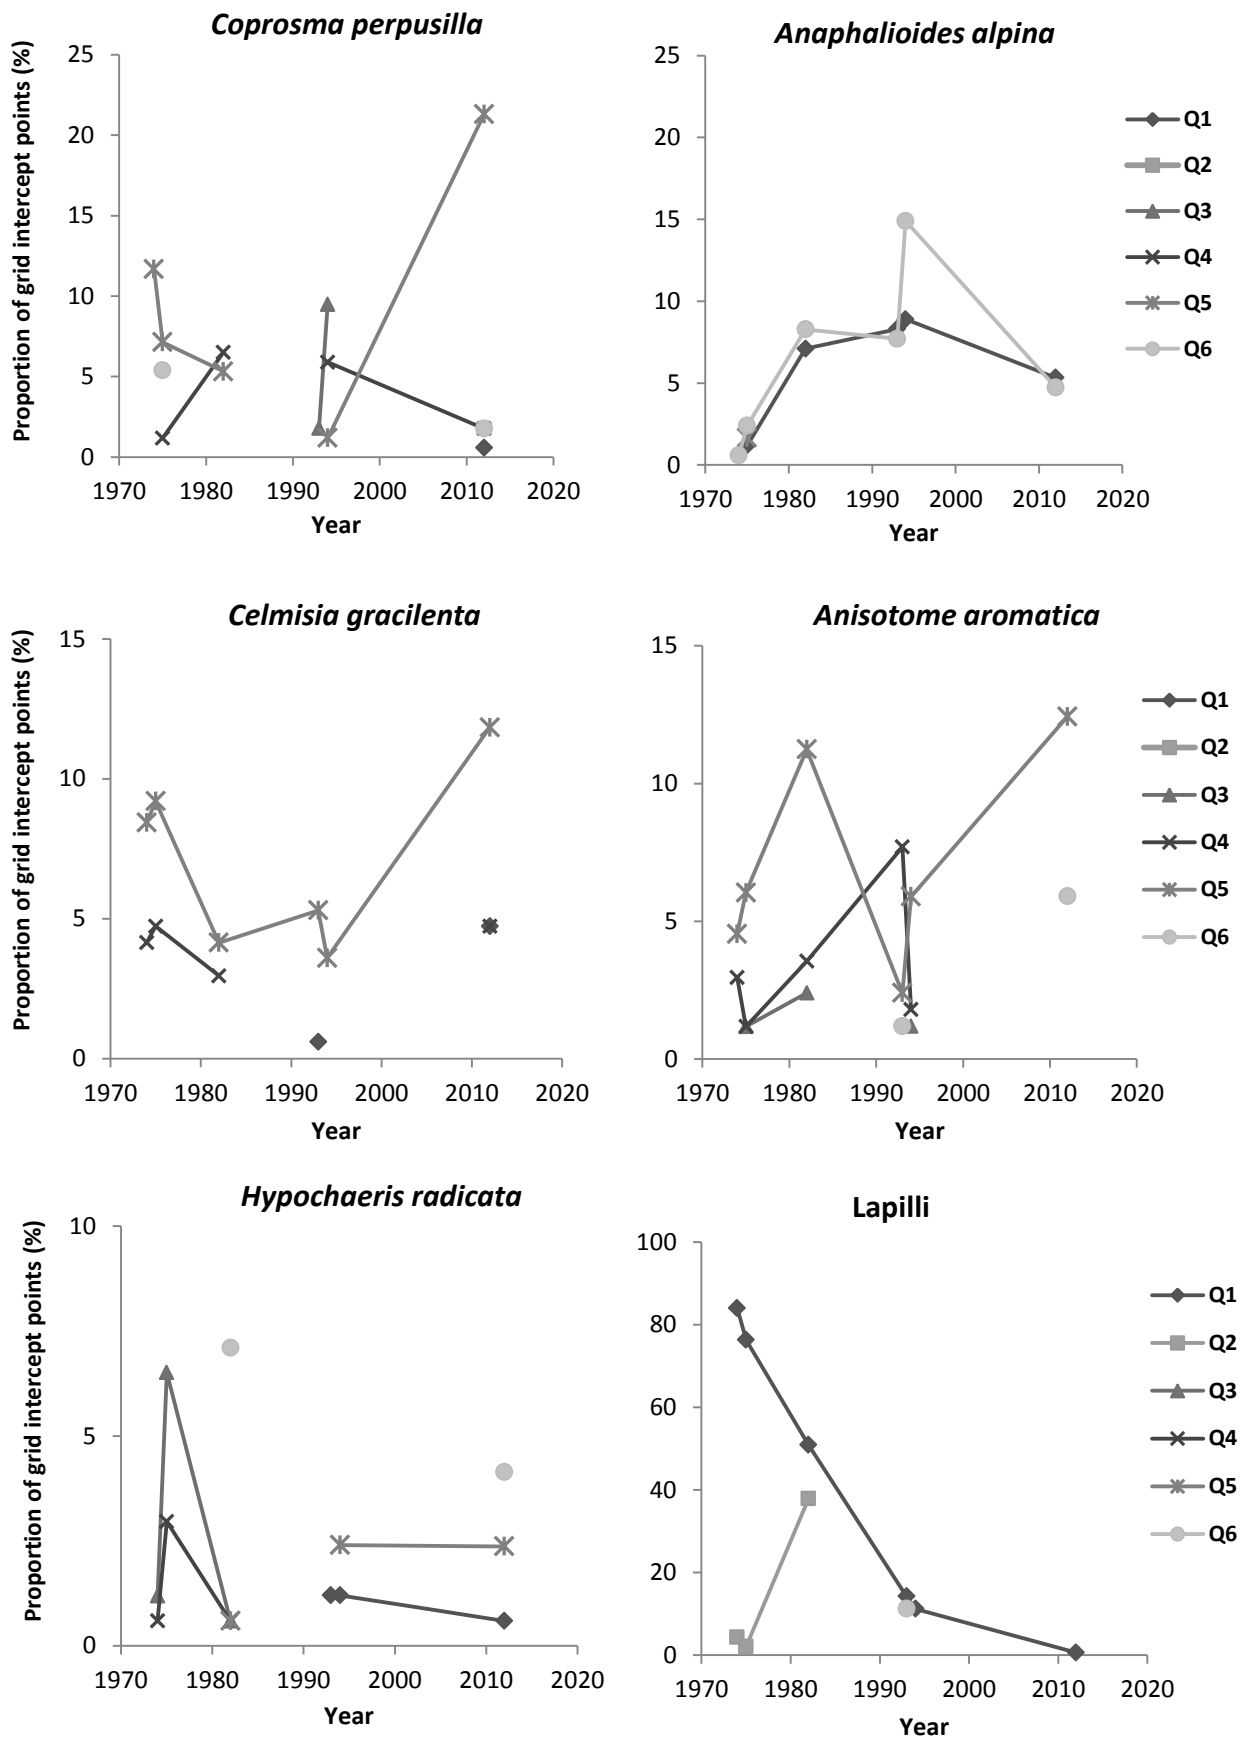 Coprosma perpusilla
Proportion of grid intercept points (%)
25
20
15
10
5
0
1970 1980 1990 2000 2010 2020
Year
Anaphalioides alpina
25
20
15
10
5
0
1970 1980 1990 2000 2010 2020
Year
Q1
Q2
Q3
Q4
Q5
Q6
Celmisia gracilenta
Proportion of grid intercept points (%)
15
10
5
0
1970 1980 1990 2000 2010 2020
Year
Anisotome aromatica
15
10
5
0
1970 1980 1990 2000 2010 2020
Year
Q1
Q2
Q3
Q4
Q5
Q6
Hypochaeris radicata
Proportion of grid intercept points (%)
10
5
0
1970 1980 1990 2000 2010 2020
Year
Lapilli
100
80
60
40
20
0
1970 1980 1990 2000 2010 2020
Year
Q1
Q2
Q3
Q4
Q5
Q6